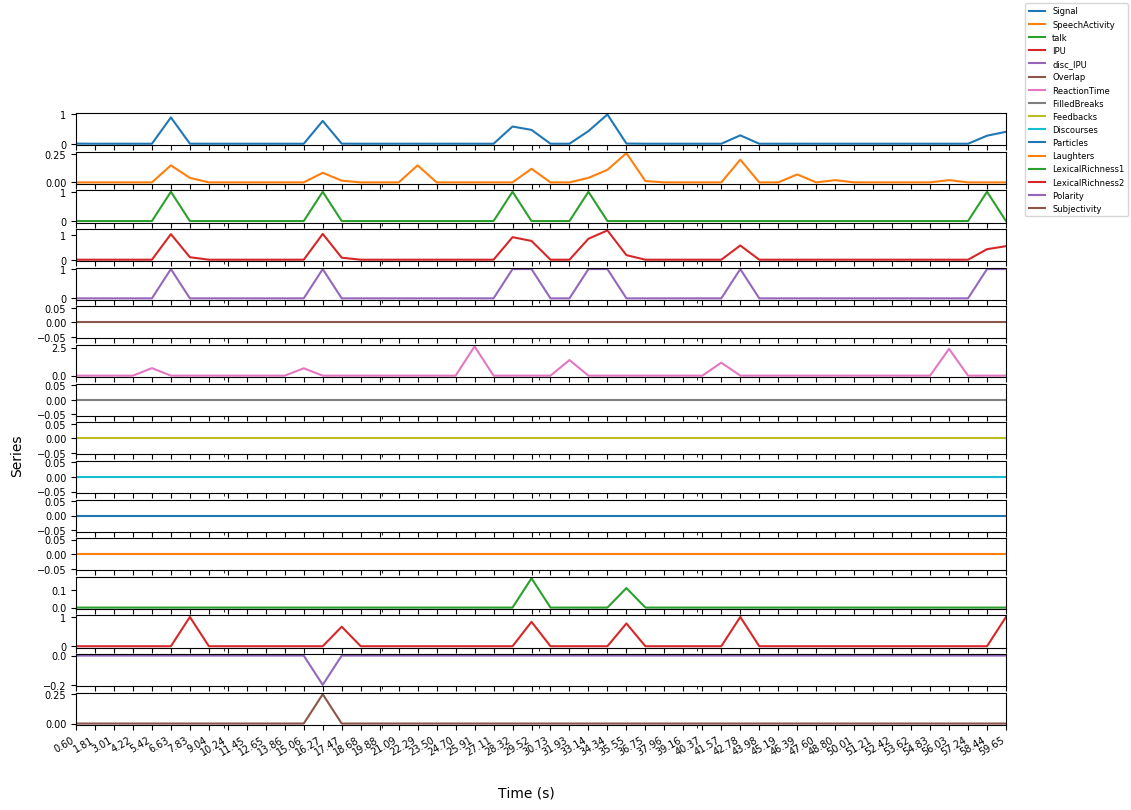 Signal
SpeechActivity
talk
IPU
disc_IPU
Overlap
ReactionTime
FilledBreaks
Feedbacks
Discourses
Particles
Laughters
LexicalRichness1
LexicalRichness2
Polarity
Subjectivity
1
0
0.25
0.00
1
0
1
0
1
0
0.05
0.00
−0.05
2.5
0.0
0.05
0.00
−0.05
0.05
0.00
−0.05
0.05
0.00
−0.05
0.05
0.00
−0.05
0.05
0.00
−0.05
0.1
0.0
1
0
0.0
−0.2
0.25
0.00
Series
0.60 1.81 3.01 4.22 5.42 6.63 7.83 9.04 10.24 11.45 12.65 13.86 15.06 16.27 17.47 18.68 19.88 21.09 22.29 23.50 24.70 25.91 27.11 28.32 29.52 30.73 31.93 33.14 34.34 35.55 36.75 37.96 39.16 40.37 41.57 42.78 43.98 45.19 46.39 47.60 48.80 50.01 51.21 52.42 53.62 54.83 56.03 57.24 58.44 59.65
Time (s)